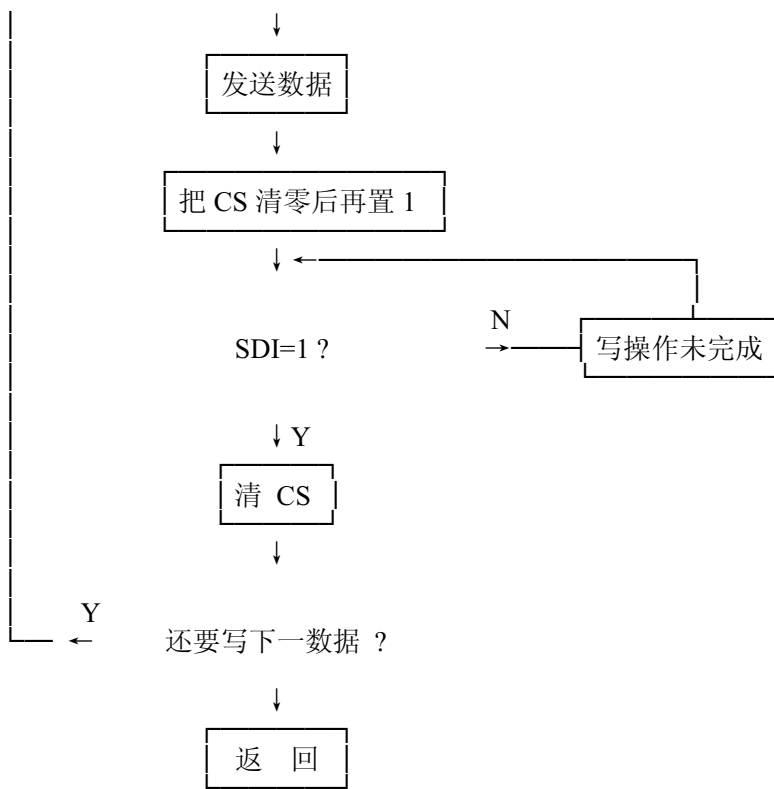 发送数据
把 CS 清零后再置 1
N
SDI=1 ?
写操作未完成
Y
清 CS
Y
还要写下一数据 ?
返 回